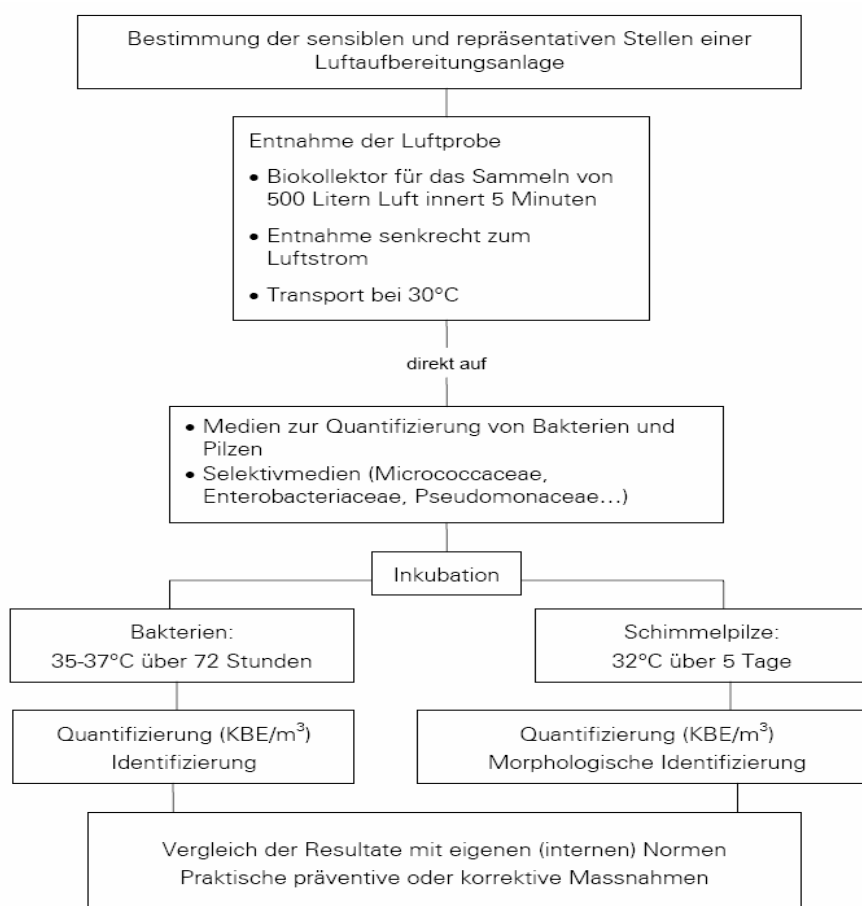 Bestimmung der sensiblen und repräsentativen Stellen einer
Luftaufbereitungsanlage
Entnahme der Luftprobe
• Biokollektor für das Sammeln von
500 Litern Luft innert 5 Minuten
• Entnahme senkrecht zum
Luftstrom
• Transport bei 30°C
direkt auf
• Medien zur Quantifizierung von Bakterien und
Pilzen
• Selektivmedien (Micrococcaceae,
Enterobacteriaceae, Pseudomonaceae...)
Inkubation
Bakterien:
35-37°C über 72 Stunden
Schimmelpilze:
32°C über 5 Tage
Quantifizierung (KBE/m³)
Identifizierung
Quantifizierung (KBE/m³)
Morphologische Identifizierung
Vergleich der Resultate mit eigenen (internen) Normen
Praktische präventive oder korrektive Massnahmen